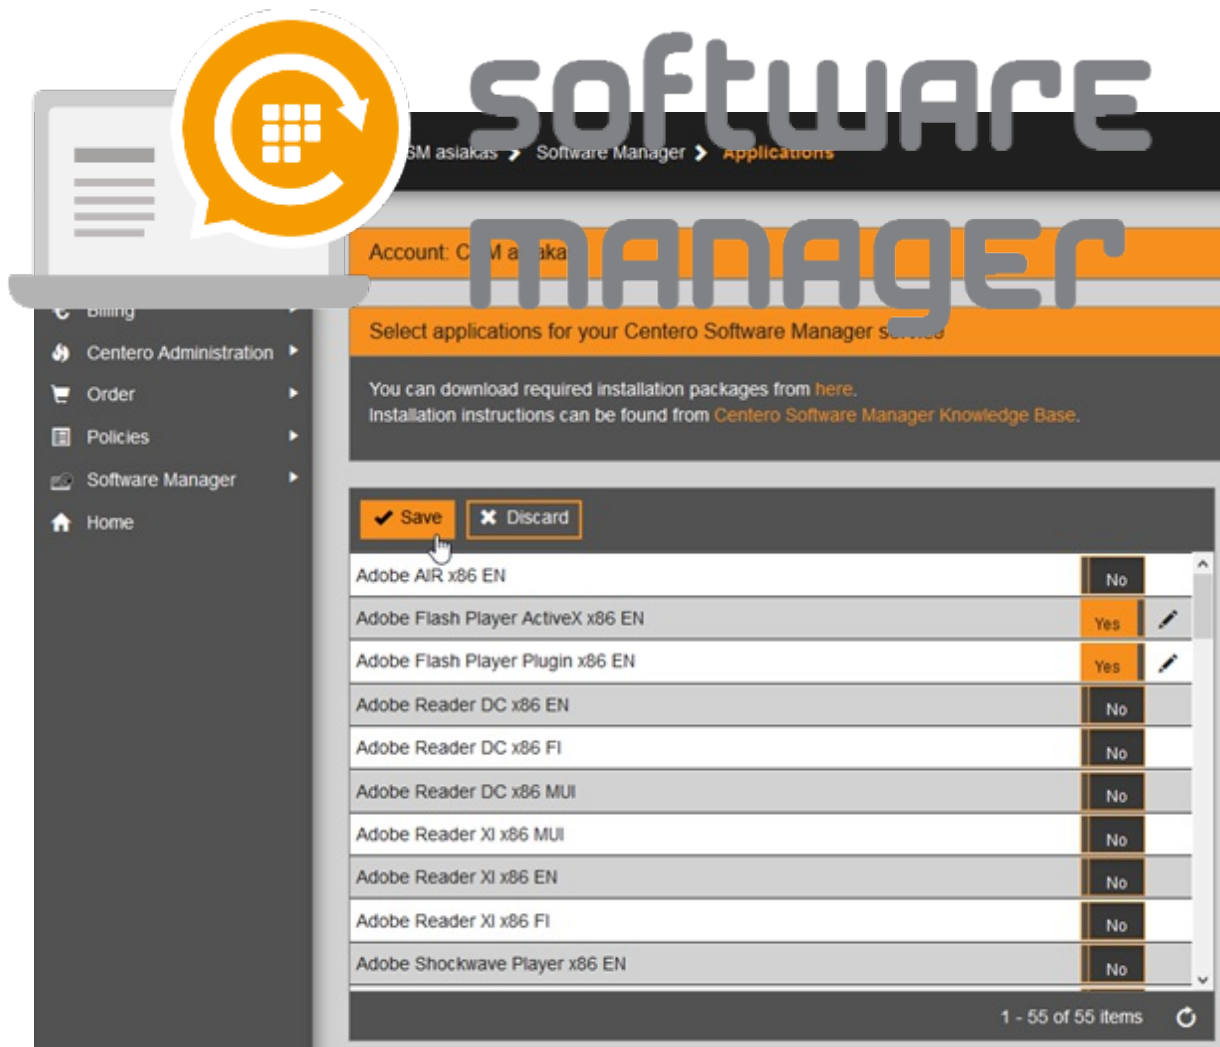 software
manager
SM asiakas > Software Manager > Applications
Account:
Select applications for your Centero Software Manager service
You can download required installation packages from here.
Installation instructions can be found from Centero Software Manager Knowledge Base.
Billing
Centero Administration
Order
Policies
Software Manager
Home
Save Discard
Adobe AIR x86 EN No
Adobe Flash Player ActiveX x86 EN Yes
Adobe Flash Player Plugin x86 EN Yes
Adobe Reader DC x86 EN No
Adobe Reader DC x86 FI No
Adobe Reader DC x86 MUI No
Adobe Reader XI x86 MUI No
Adobe Reader XI x86 EN No
Adobe Reader XI x86 FI No
Adobe Shockwave Player x86 EN No
1 - 55 of 55 items